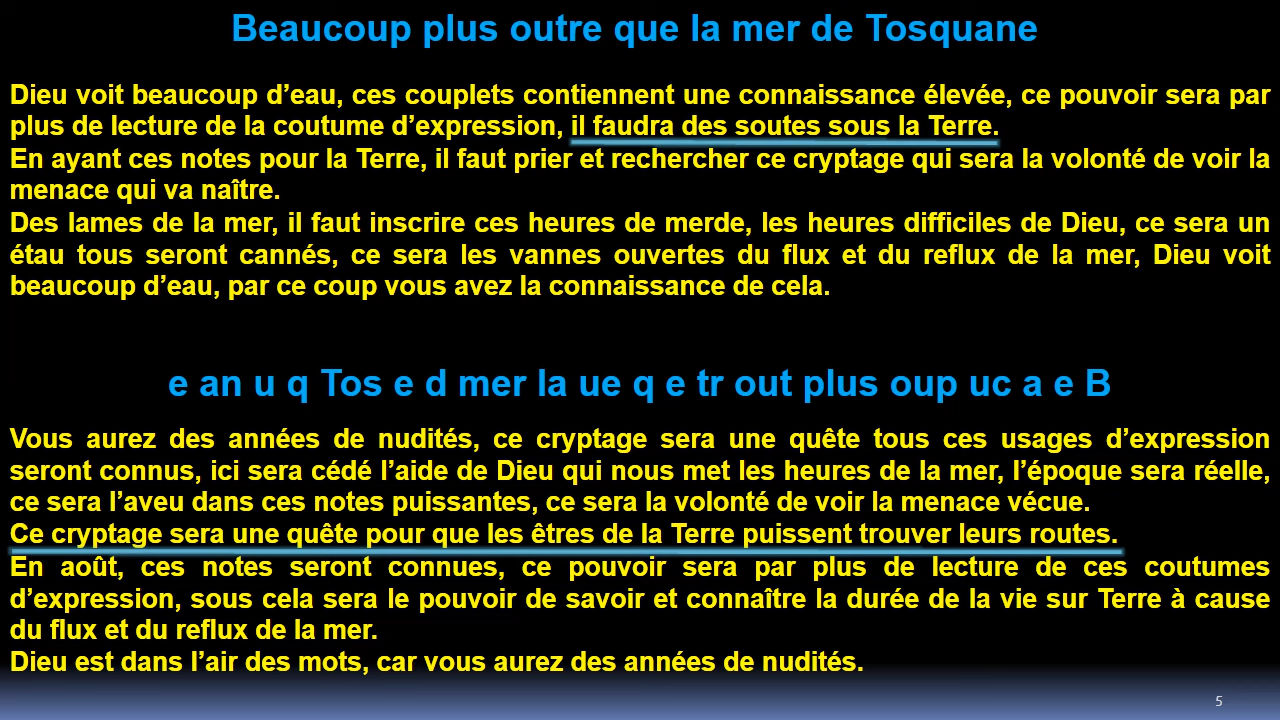 Beaucoup plus outre que la mer de Tosquane
Dieu voit beaucoup d’eau, ces couplets contiennent une connaissance élevée, ce pouvoir sera par
plus de lecture de la coutume d’expression, il faudra des soutes sous la Terre.
En ayant ces notes pour la Terre, il faut prier et rechercher ce cryptage qui sera la volonté de voir la
menace qui va naître.
Des lames de la mer, il faut inscrire ces heures de merde, les heures difficiles de Dieu, ce sera un
étau tous seront cannés, ce sera les vannes ouvertes du flux et du reflux de la mer, Dieu voit
beaucoup d’eau, par ce coup vous avez la connaissance de cela.
e an u q Tos e d mer la ue q e tr out plus oup uc a e B
Vous aurez des années de nudités, ce cryptage sera une quête tous ces usages d’expression
seront connus, ici sera cédé l’aide de Dieu qui nous met les heures de la mer, l’époque sera réelle,
ce sera l’aveu dans ces notes puissantes, ce sera la volonté de voir la menace vécue.
Ce cryptage sera une quête pour que les êtres de la Terre puissent trouver leurs routes.
En août, ces notes seront connues, ce pouvoir sera par plus de lecture de ces coutumes
d’expression, sous cela sera le pouvoir de savoir et connaître la durée de la vie sur Terre à cause
du flux et du reflux de la mer.
Dieu est dans l’air des mots, car vous aurez des années de nudités.
5